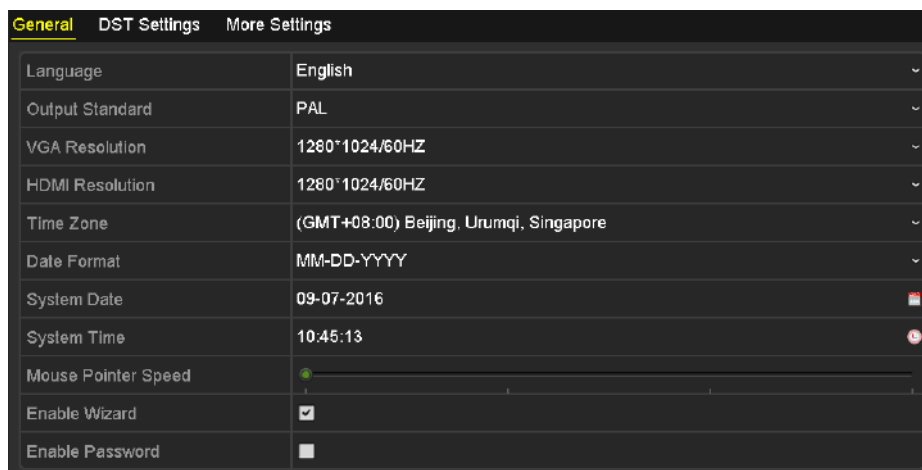 General DST Settings More Settings
Language English
Output Standard PAL
VGA Resolution 1280*1024/60HZ
HDMI Resolution 1280*1024/60HZ
Time Zone (GMT+08:00) Beijing, Urumqi, Singapore
Date Format MM-DD-YYYY
System Date 09-07-2016
System Time 10:45:13
Mouse Pointer Speed
Enable Wizard
Enable Password